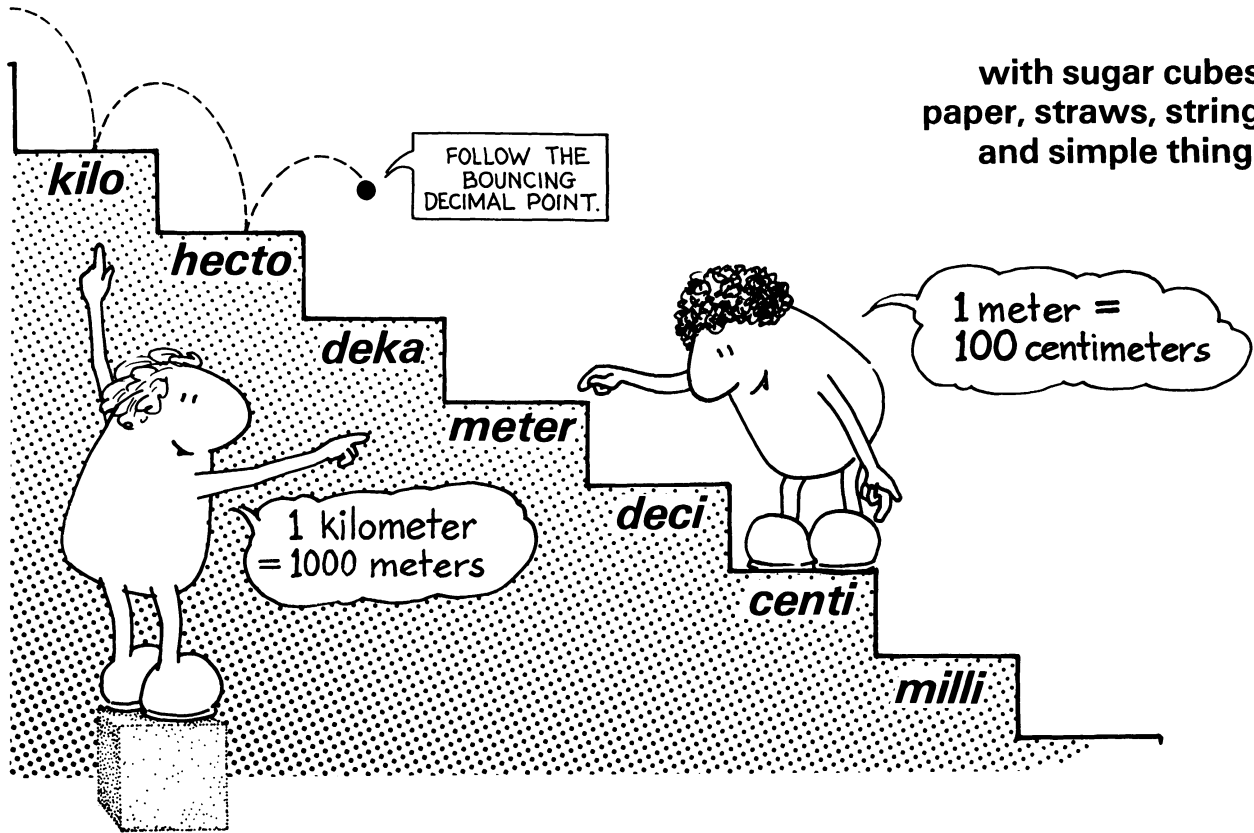 with sugar cubes
paper, straws, string
and simple thing
kilo
FOLLOW THE
BOUNCING
DECIMAL POINT.
hecto
deka
1 meter =
100 centimeters
meter
deci
1 kilometer
= 1000 meters
centi
milli